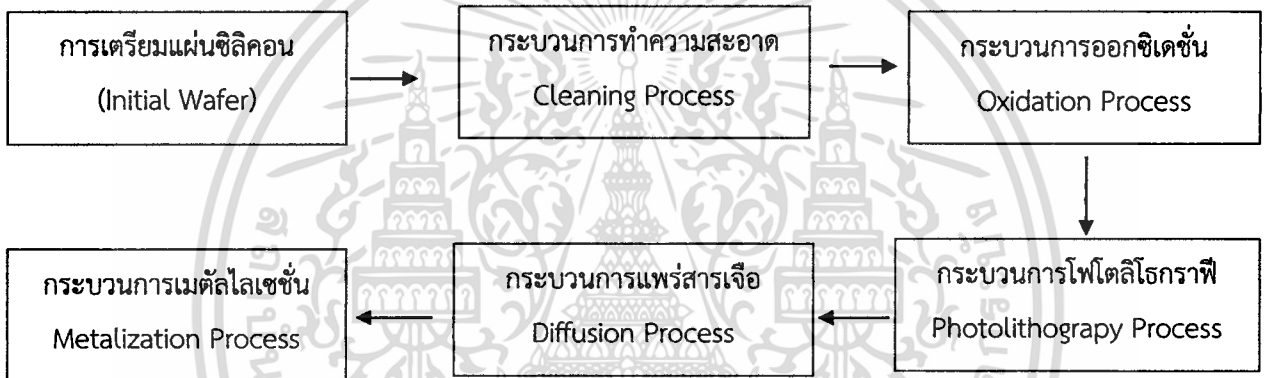 การเตรียมแผ่นซิลิคอน
(Initial Wafer)
กระบวนการทำความสะอาด
Cleaning Process
กระบวนการออกซิเดชั่น
Oxidation Process
กระบวนการโฟโตลิโธกราฟี
Photolithograpy Process
กระบวนการแพร่สารเจือ
Diffusion Process
กระบวนการเมตัลไลเซชั่น
Metalization Process